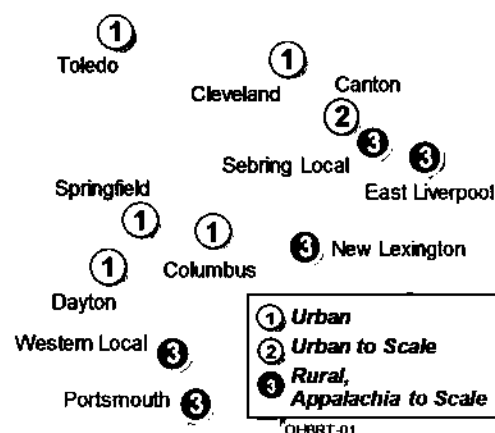 1
Toledo
1
Cleveland
Canton
2
3
Sebring Local
3
East Liverpool
Springfield
1
1
Columbus
3 New Lexington
1
Dayton
Western Local 3
Portsmouth 3
1 Urban
2 Urban to Scale
3 Rural,
Appalachia to Scale
OHBRT-01